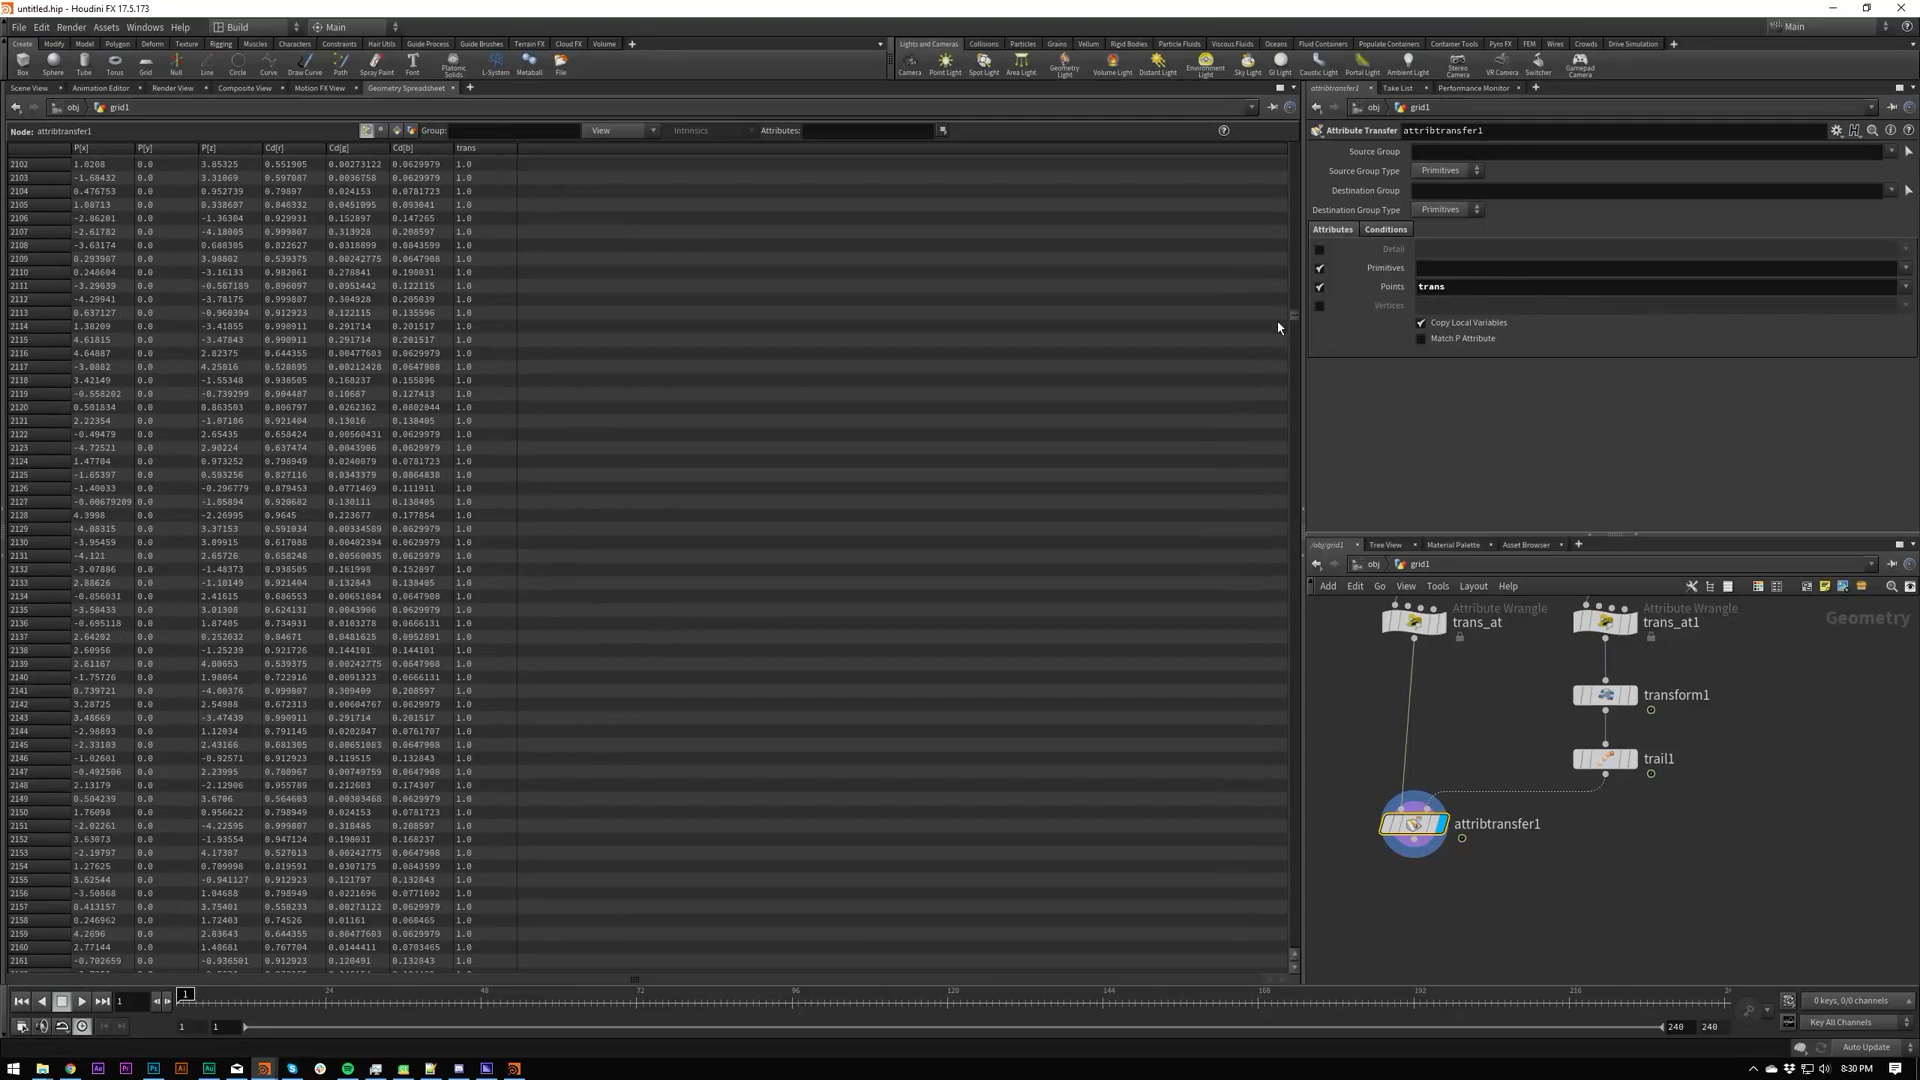 untitled.hip - Houdini FX 17.5.173
File Edit Render Assets Windows Help Build Main Main
Create Modify Model Polygon Deform Texture Rigging Muscles Characters Constraints Hair Utils Guide Process Guide Brushes Terrain FX Cloud FX Volume
Lights and Cameras Collisions Particles Grains Vellum Rigid Bodies Particle Fluids Viscous Fluids Oceans Fluid Containers Populate Containers Container Tools Pyro FX FEM Wires Crowds Drive Simulation
Box Sphere Tube Torus Grid Null Line Circle Curve Draw Curve Path Spray Paint Font Platonic Solids L-System Metaball File
Camera Point Light Spot Light Area Light Geometry Light Volume Light Distant Light Environment Light Sky Light GI Light Caustic Light Portal Light Ambient Light Stereo Camera VR Camera Switcher Gamepad Camera
Scene View Animation Editor Render View Composite View Motion FX View Geometry Spreadsheet
obj grid1
Node: attribtransfer1 Group: View Intrinsics Attributes:
P[x] P[y] P[z] Cd[r] Cd[g] Cd[b] trans
2102 1.0208 0.0 3.85325 0.551905 0.00273122 0.0629979 1.0
2103 -1.68432 0.0 3.31069 0.597087 0.0036758 0.0629979 1.0
2104 0.476753 0.0 0.952739 0.79897 0.024153 0.0781723 1.0
2105 1.08713 0.0 0.338607 0.846332 0.0451095 0.093041 1.0
2106 -2.86201 0.0 -1.36304 0.929931 0.152897 0.147265 1.0
2107 -2.61782 0.0 -4.18005 0.999807 0.313928 0.208597 1.0
2108 -3.63174 0.0 0.688305 0.822627 0.0318899 0.0843599 1.0
2109 0.293907 0.0 3.98802 0.539375 0.00242775 0.0647908 1.0
2110 0.248604 0.0 -3.16133 0.982061 0.278841 0.198031 1.0
2111 -3.29039 0.0 -0.567189 0.896097 0.0951442 0.122115 1.0
2112 -4.29941 0.0 -3.78175 0.999807 0.304928 0.205039 1.0
2113 0.637127 0.0 -0.960394 0.912923 0.122115 0.135596 1.0
2114 1.38209 0.0 -3.41855 0.990911 0.291714 0.201517 1.0
2115 4.61815 0.0 -3.47843 0.990911 0.291714 0.201517 1.0
2116 4.64887 0.0 2.82375 0.644355 0.00477603 0.0629979 1.0
2117 -3.0882 0.0 4.25016 0.520895 0.00212428 0.0647908 1.0
2118 3.42149 0.0 -1.55348 0.938505 0.168237 0.155896 1.0
2119 -0.558202 0.0 -0.739299 0.904487 0.10687 0.127413 1.0
2120 0.501834 0.0 0.863503 0.806797 0.0262362 0.0802044 1.0
2121 2.22354 0.0 -1.07186 0.921404 0.13016 0.138405 1.0
2122 -0.49479 0.0 2.65435 0.658424 0.00560431 0.0629979 1.0
2123 -4.72521 0.0 2.90224 0.637474 0.0043906 0.0629979 1.0
2124 1.47704 0.0 0.973252 0.798949 0.0240079 0.0781723 1.0
2125 -1.65397 0.0 0.593256 0.827116 0.0343379 0.0864838 1.0
2126 -1.40033 0.0 -0.296779 0.879453 0.0771469 0.111911 1.0
2127 -0.00679209 0.0 -1.05894 0.920682 0.130111 0.138405 1.0
2128 4.3998 0.0 -2.26995 0.9645 0.223677 0.177854 1.0
2129 -4.08315 0.0 3.37153 0.591034 0.00334589 0.0629979 1.0
2130 -3.95459 0.0 3.09915 0.617088 0.00402394 0.0629979 1.0
2131 -4.121 0.0 2.65726 0.658248 0.00560035 0.0629979 1.0
2132 -3.07886 0.0 -1.48373 0.938505 0.161998 0.152897 1.0
2133 2.88626 0.0 -1.10149 0.921404 0.132843 0.138405 1.0
2134 -0.856031 0.0 2.41615 0.686553 0.00651084 0.0647908 1.0
2135 -3.58433 0.0 3.01308 0.624131 0.0043906 0.0629979 1.0
2136 -0.695118 0.0 1.87405 0.734931 0.0103278 0.0666131 1.0
2137 2.64202 0.0 0.252632 0.84671 0.0481625 0.0952891 1.0
2138 2.60956 0.0 -1.25239 0.921726 0.144101 0.144101 1.0
2139 2.61167 0.0 4.00653 0.539375 0.00242775 0.0647908 1.0
2140 -1.75726 0.0 1.98064 0.722916 0.0091323 0.0666131 1.0
2141 0.739721 0.0 -4.00376 0.999807 0.309409 0.208597 1.0
2142 3.28725 0.0 2.54988 0.672313 0.00604767 0.0629979 1.0
2143 3.48669 0.0 -3.47439 0.990911 0.291714 0.201517 1.0
2144 -2.98893 0.0 1.12034 0.791145 0.0202847 0.0761707 1.0
2145 -2.33103 0.0 2.43166 0.681305 0.00651083 0.0647908 1.0
2146 -1.02601 0.0 -0.92571 0.912923 0.119515 0.132843 1.0
2147 -0.492506 0.0 2.23995 0.700967 0.00749759 0.0647908 1.0
2148 2.13179 0.0 -2.12906 0.955789 0.212603 0.174307 1.0
2149 0.504239 0.0 3.6706 0.564603 0.00303468 0.0629979 1.0
2150 1.76098 0.0 0.956622 0.798949 0.024153 0.0781723 1.0
2151 -2.02261 0.0 -4.22595 0.999807 0.318485 0.208597 1.0
2152 3.63073 0.0 -1.93554 0.947124 0.198031 0.168237 1.0
2153 -2.19797 0.0 4.17387 0.527013 0.00242775 0.0647908 1.0
2154 1.27625 0.0 0.709998 0.819591 0.0307175 0.0843599 1.0
2155 3.62544 0.0 -0.941127 0.912923 0.121797 0.132843 1.0
2156 -3.50868 0.0 1.04688 0.798949 0.0221696 0.0771692 1.0
2157 0.413157 0.0 3.75401 0.558233 0.00273122 0.0629979 1.0
2158 0.246962 0.0 1.72403 0.74526 0.01161 0.068465 1.0
2159 4.2696 0.0 2.83643 0.644355 0.00477603 0.0629979 1.0
2160 2.77144 0.0 1.48681 0.767704 0.0144411 0.0703465 1.0
2161 -0.702659 0.0 -0.936501 0.912923 0.120491 0.132843 1.0
attribtransfer1 Take List Performance Monitor
obj grid1
Attribute Transfer attribtransfer1
Source Group
Source Group Type Primitives
Destination Group
Destination Group Type Primitives
Attributes Conditions
Detail
Primitives
Points trans
Vertices
Copy Local Variables
Match P Attribute
/obj/grid1 Tree View Material Palette Asset Browser
obj grid1
Add Edit Go View Tools Layout Help
Attribute Wrangle
trans_at
Attribute Wrangle
trans_at1
Geometry
transform1
trail1
attribtransfer1
1 1 24 48 72 96 120 144 168 192 216 24
0 keys, 0/0 channels
1 1 240 240 Key All Channels
Auto Update
8:30 PM